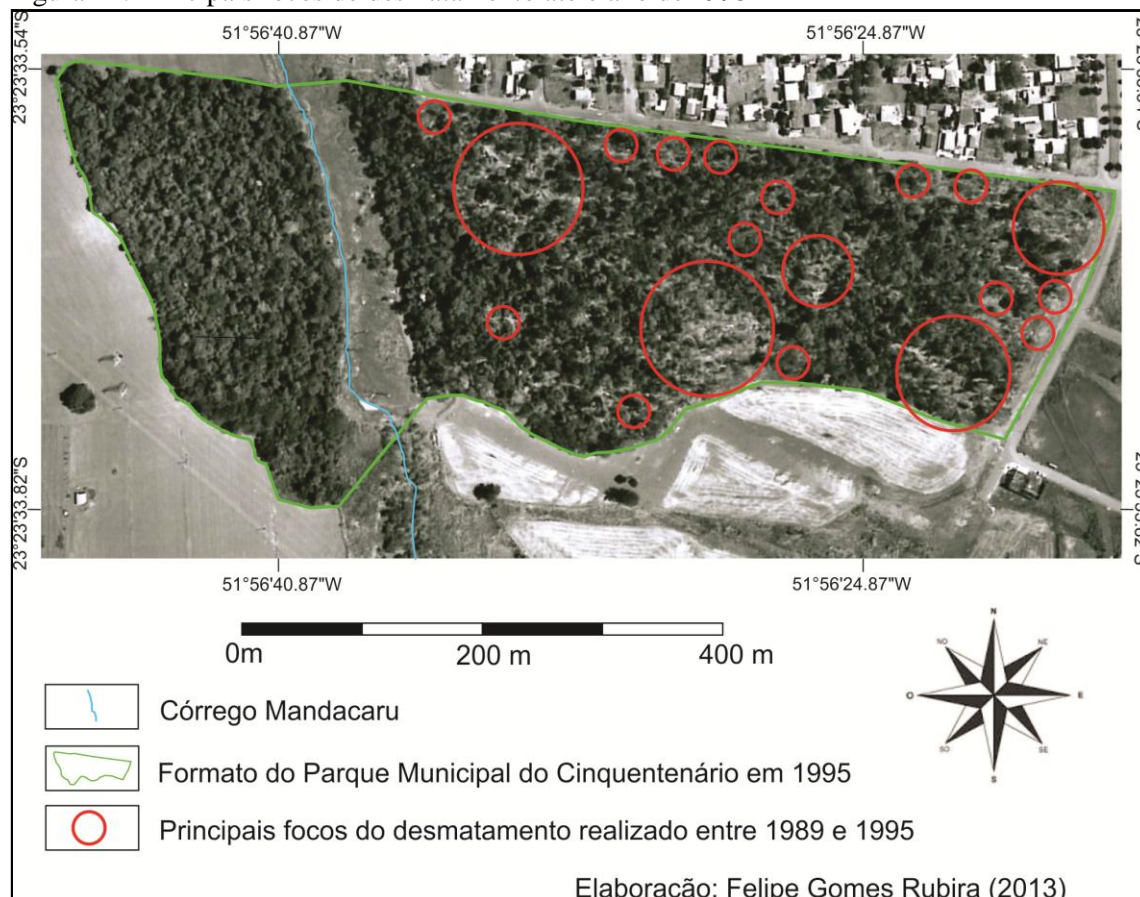 51°56'40.87"W 51°56'24.87"W
23°23'33.54"S
23°23'33.82"S
51°56'40.87"W 51°56'24.87"W
0m 200 m 400 m
N
NO NE
O E
SO SE
S
Córrego Mandacaru
Formato do Parque Municipal do Cinquentenário em 1995
Principais focos do desmatamento realizado entre 1989 e 1995
Elaboração: Felipe Gomes Rubira (2013)